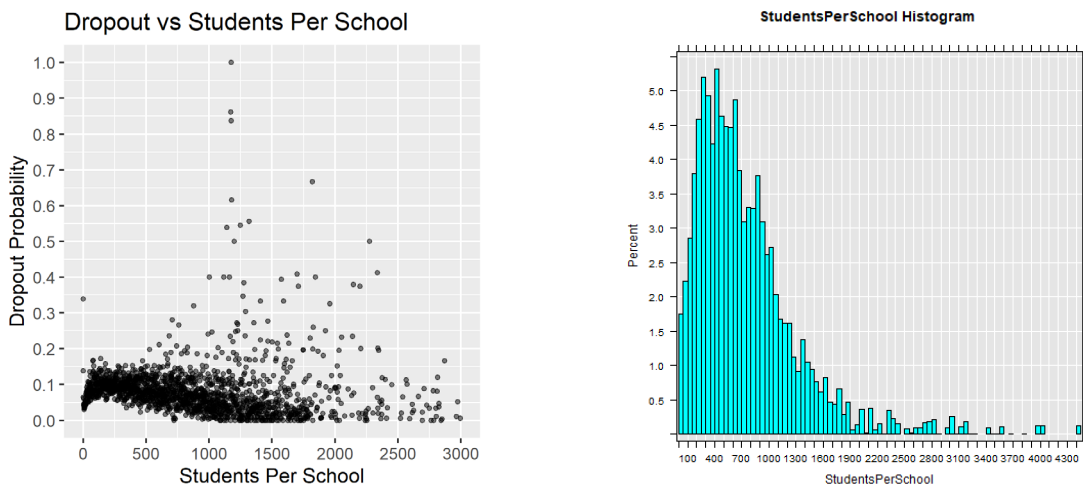 Dropout vs Students Per School
Dropout Probability
1.0
0.9
0.8
0.7
0.6
0.5
0.4
0.3
0.2
0.1
0.0
0 500 1000 1500 2000 2500 3000
Students Per School
StudentsPerSchool Histogram
Percent
5.0
4.5
4.0
3.5
3.0
2.5
2.0
1.5
1.0
0.5
100 400 700 1000 1300 1600 1900 2200 2500 2800 3100 3400 3700 4000 4300
StudentsPerSchool